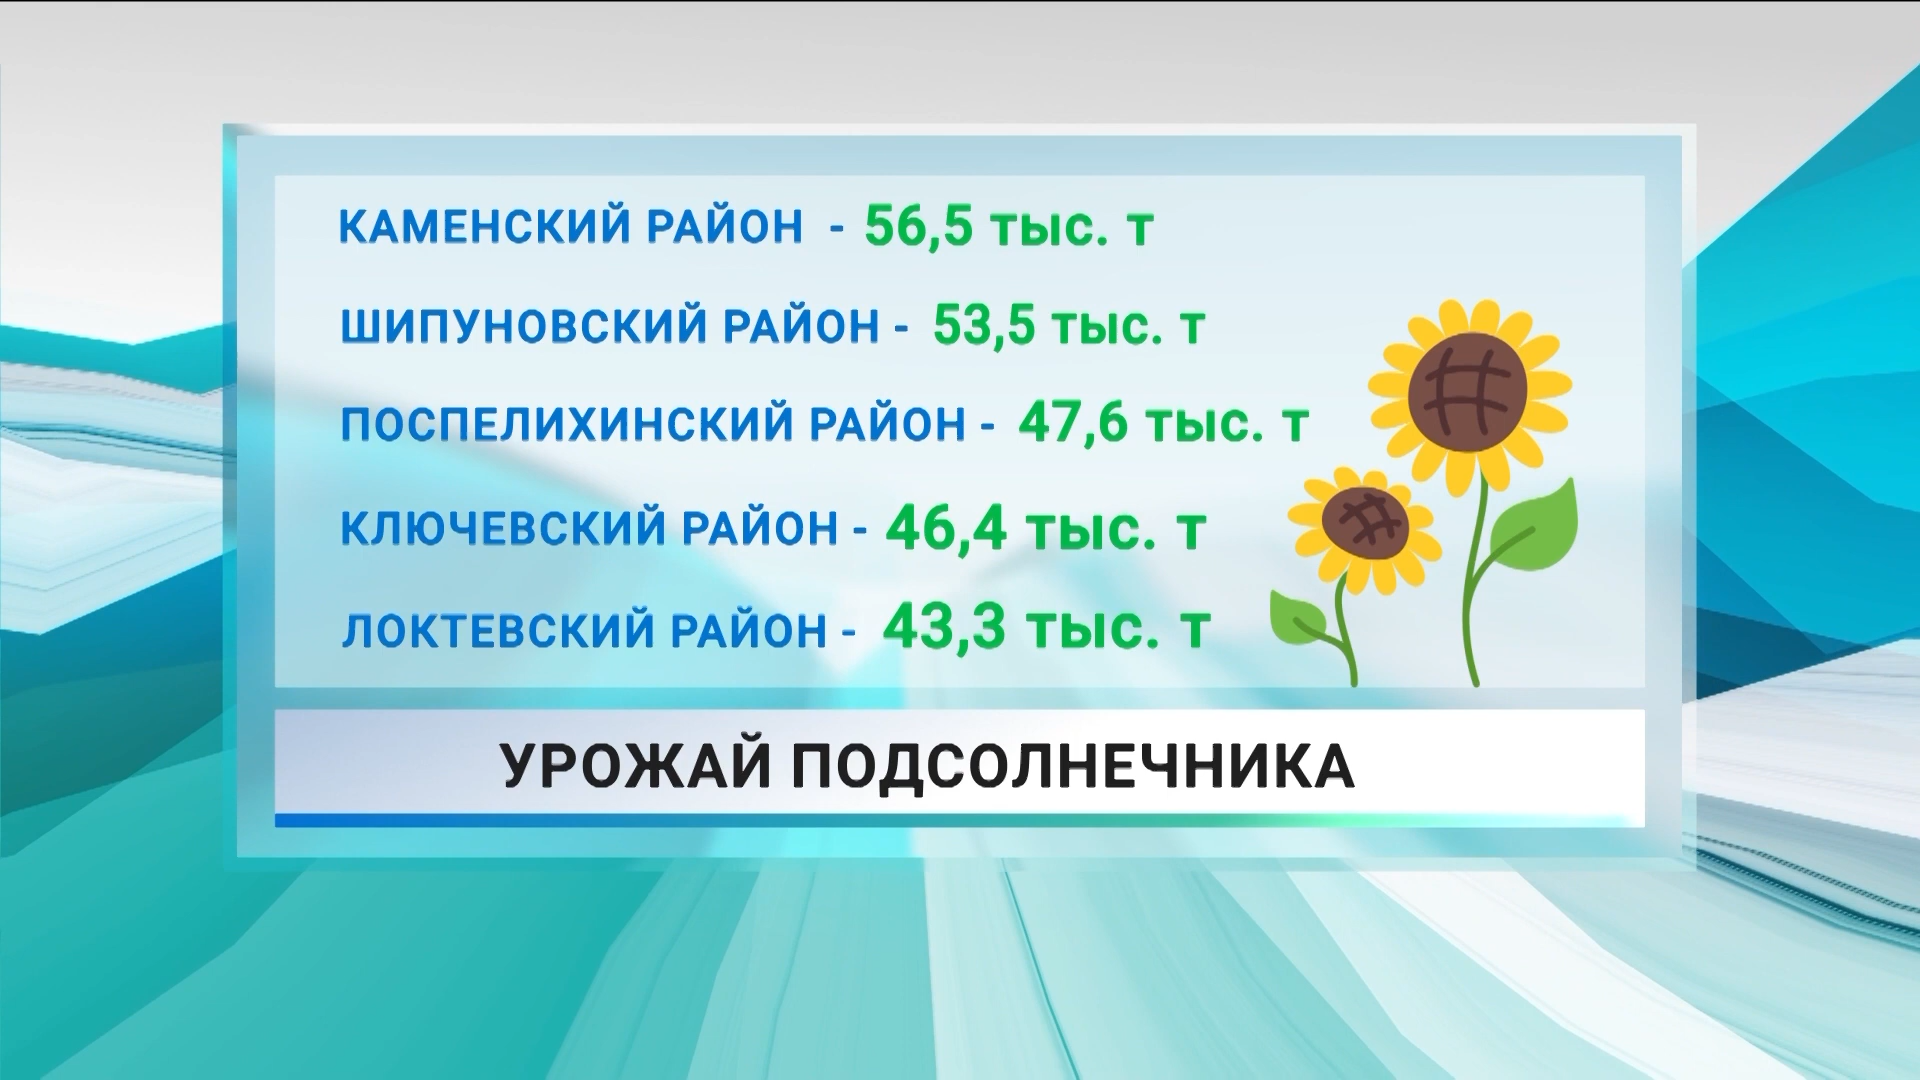 КАМЕНСКИЙ РАЙОН - 56,5 тыс. т
ШИПУНОВСКИЙ РАЙОН - 53,5 тыс. т
ПОСПЕЛИХИНСКИЙ РАЙОН - 47,6 тыс. т
КЛЮЧЕВСКИЙ РАЙОН - 46,4 тыс. т
ЛОКТЕВСКИЙ РАЙОН - 43,3 тыс. т
УРОЖАЙ ПОДСОЛНЕЧНИКА